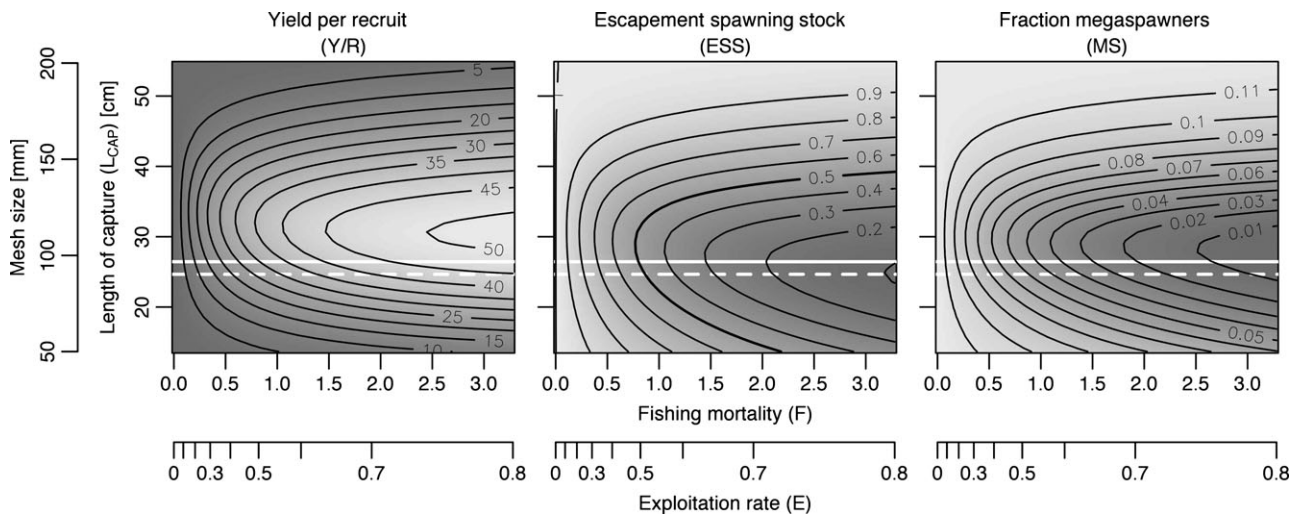 Yield per recruit
(Y/R)
Escapement spawning stock
(ESS)
Fraction megaspawners
(MS)
Mesh size [mm]
200
150
100
50
Length of capture (LCAP) [cm]
50
40
30
20
5
20
30
35
45
50
40
25
15
10
0.9
0.8
0.7
0.6
0.5
0.4
0.3
0.2
0.11
0.1
0.09
0.08
0.07
0.06
0.04
0.03
0.02
0.01
0.05
0.0 0.5 1.0 1.5 2.0 2.5 3.0
0.0 0.5 1.0 1.5 2.0 2.5 3.0
0.0 0.5 1.0 1.5 2.0 2.5 3.0
Fishing mortality (F)
0 0.3 0.5 0.7 0.8
0 0.3 0.5 0.7 0.8
0 0.3 0.5 0.7 0.8
Exploitation rate (E)